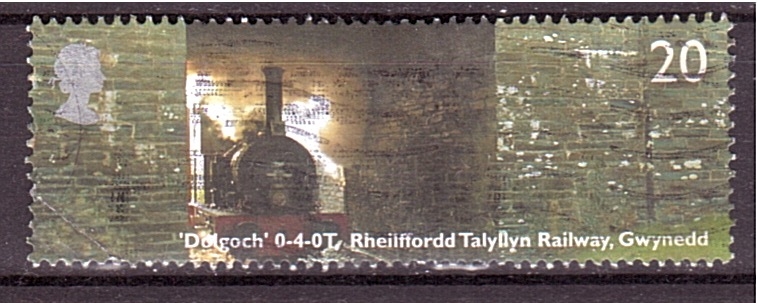 20
'Dolgoch' 0-4-0T, Rheilffordd Talyllyn Railway, Gwynedd